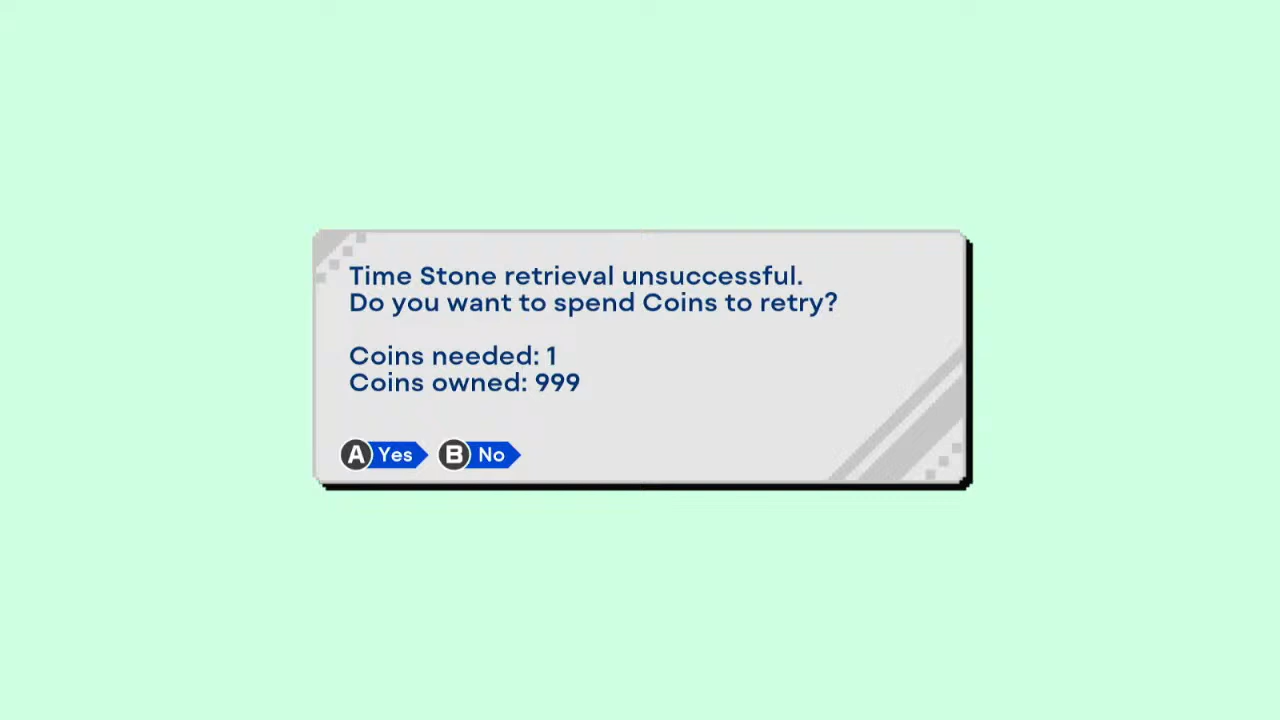 Time Stone retrieval unsuccessful.
Do you want to spend Coins to retry?
Coins needed: 1
Coins owned: 999
A Yes B No